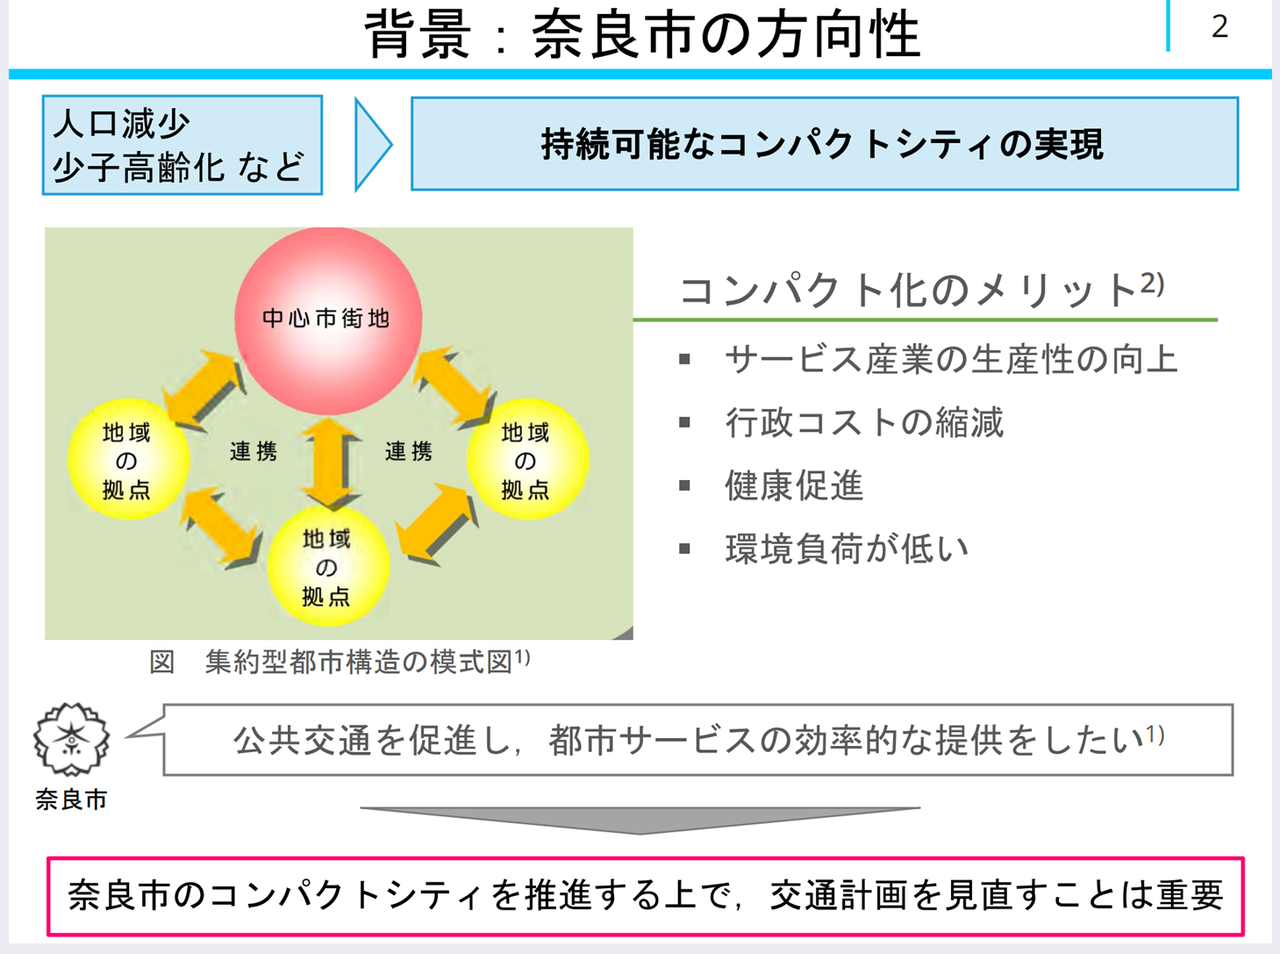 背景：奈良市の方向性
2
人口減少
少子高齢化 など
持続可能なコンパクトシティの実現
中心市街地
地域
の
拠点
連携
連携
地域
の
拠点
地域
の
拠点
図　集約型都市構造の模式図1)
コンパクト化のメリット2)
▪ サービス産業の生産性の向上
▪ 行政コストの縮減
▪ 健康促進
▪ 環境負荷が低い
奈良市
公共交通を促進し，都市サービスの効率的な提供をしたい1)
奈良市のコンパクトシティを推進する上で，交通計画を見直すことは重要